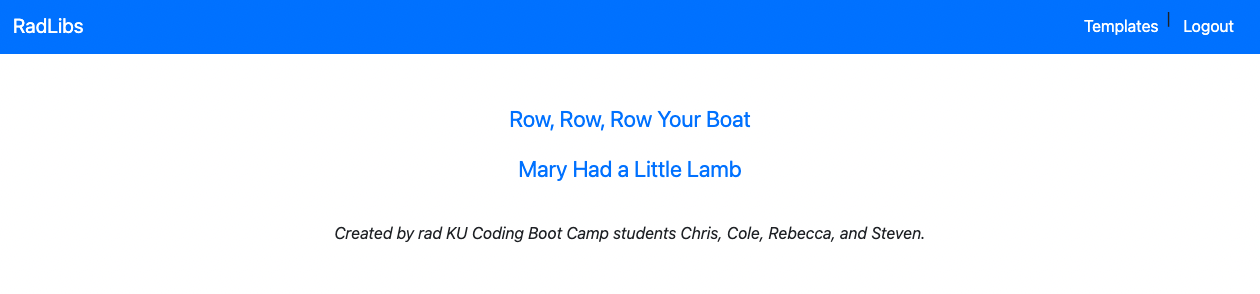 RadLibs
Templates | Logout
Row, Row, Row Your Boat
Mary Had a Little Lamb
Created by rad KU Coding Boot Camp students Chris, Cole, Rebecca, and Steven.